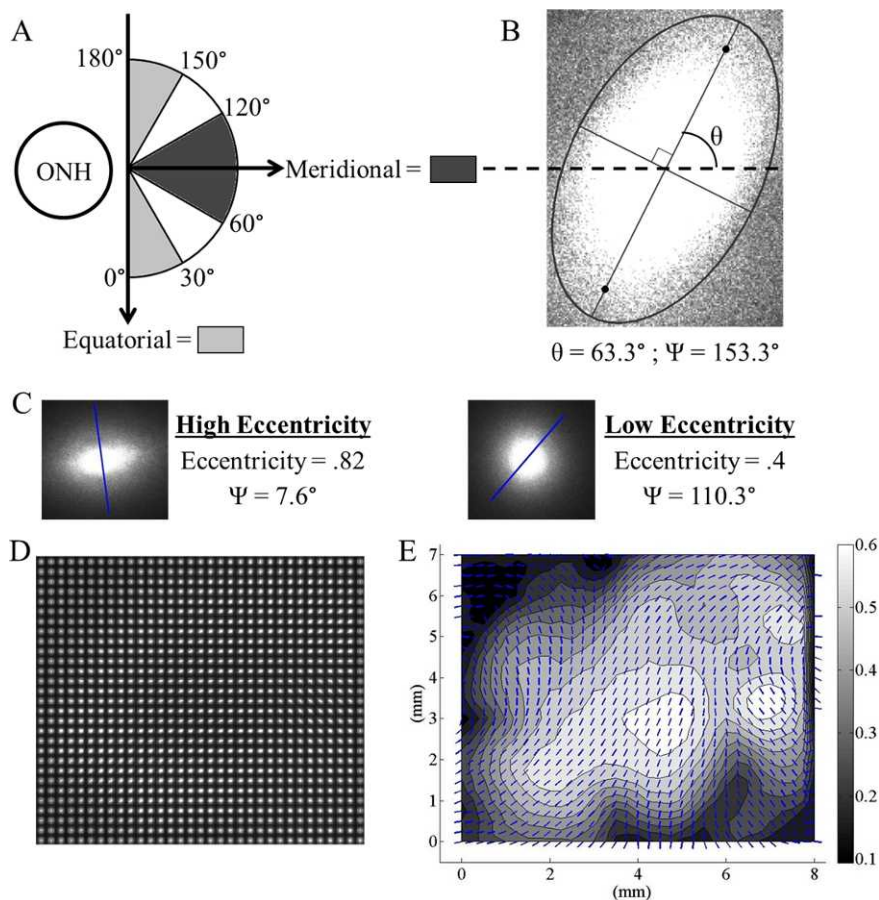 A
180°
150°
120°
ONH
60°
30°
0°
Meridional =
Equatorial =
B
θ
θ = 63.3° ; Ψ = 153.3°
C
High Eccentricity
Eccentricity = .82
Ψ = 7.6°
Low Eccentricity
Eccentricity = .4
Ψ = 110.3°
D
E
7
6
5
4
3
2
1
0
(mm)
0
2
4
6
8
(mm)
0.6
0.5
0.4
0.3
0.2
0.1